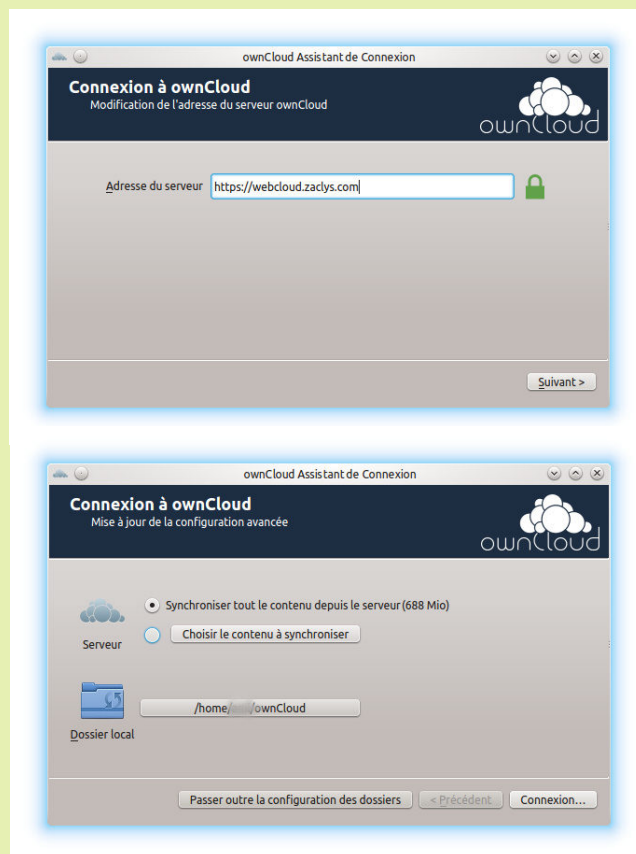 ownCloud Assistant de Connexion
Connexion à ownCloud
Modification de l'adresse du serveur ownCloud
ownCloud
Adresse du serveur https://webcloud.zaclys.com
Suivant >
ownCloud Assistant de Connexion
Connexion à ownCloud
Mise à jour de la configuration avancée
ownCloud
Synchroniser tout le contenu depuis le serveur (688 Mio)
Choisir le contenu à synchroniser
Serveur
/home/ /ownCloud
Dossier local
Passer outre la configuration des dossiers < Précédent Connexion...